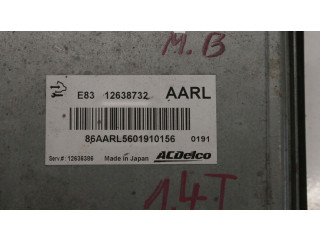 M.B
E83 12638732 AARL
86AARL5601910156 0191
Serv.#: 12636386 Made in Japan ACDelco
1.4T